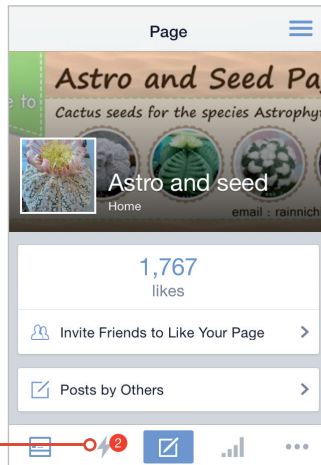 Page
Astro and Seed Pa
e to
Cactus seeds for the species Astrophy
Astro and seed
Home
email : rainnich
1,767
likes
Invite Friends to Like Your Page
Posts by Others
2